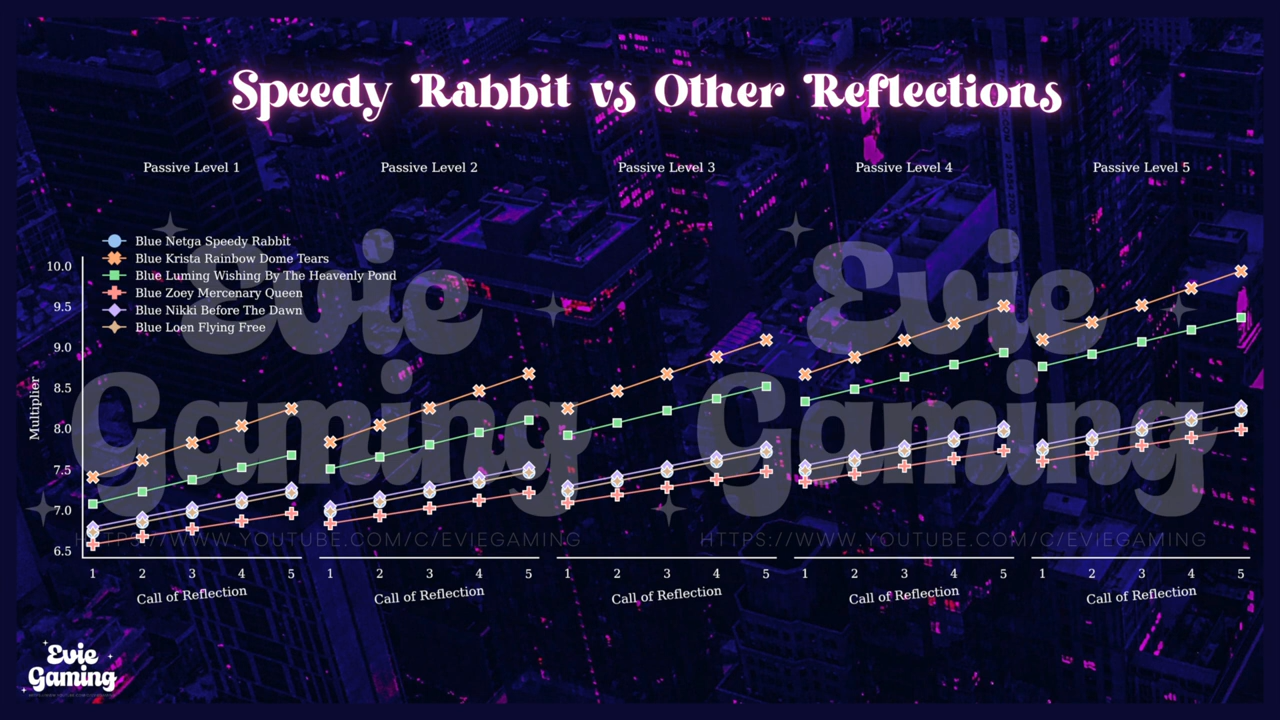 Speedy Rabbit vs Other Reflections
Passive Level 1
Passive Level 2
Passive Level 3
Passive Level 4
Passive Level 5
Blue Netga Speedy Rabbit
Blue Krista Rainbow Dome Tears
Blue Luming Wishing By The Heavenly Pond
Blue Zoey Mercenary Queen
Blue Nikki Before The Dawn
Blue Loen Flying Free
Multiplier
10.0
9.5
9.0
8.5
8.0
7.5
7.0
6.5
Evie
Gaming
HTTPS://WWW.YOUTUBE.COM/C/EVIEGAMING
Evie
Gaming
HTTPS://WWW.YOUTUBE.COM/C/EVIEGAMING
1 2 3 4 5
1 2 3 4 5
1 2 3 4 5
1 2 3 4 5
1 2 3 4 5
Call of Reflection
Call of Reflection
Call of Reflection
Call of Reflection
Call of Reflection
Evie
Gaming